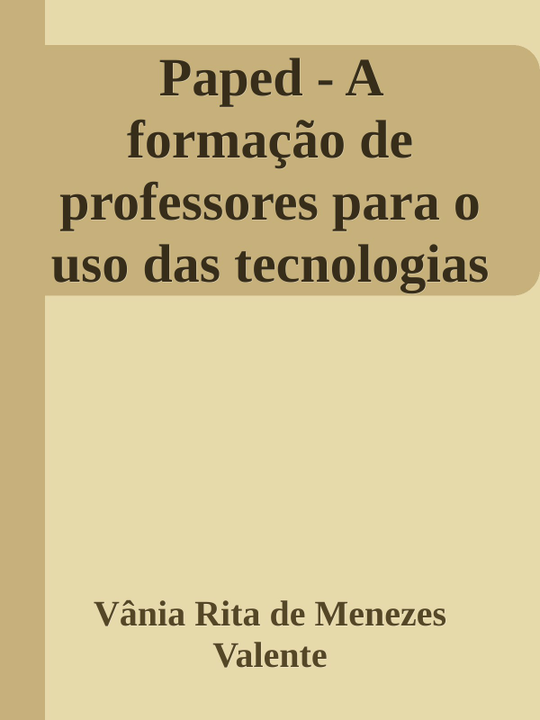 Paped - A
formação de
professores para o
uso das tecnologias
Vânia Rita de Menezes
Valente